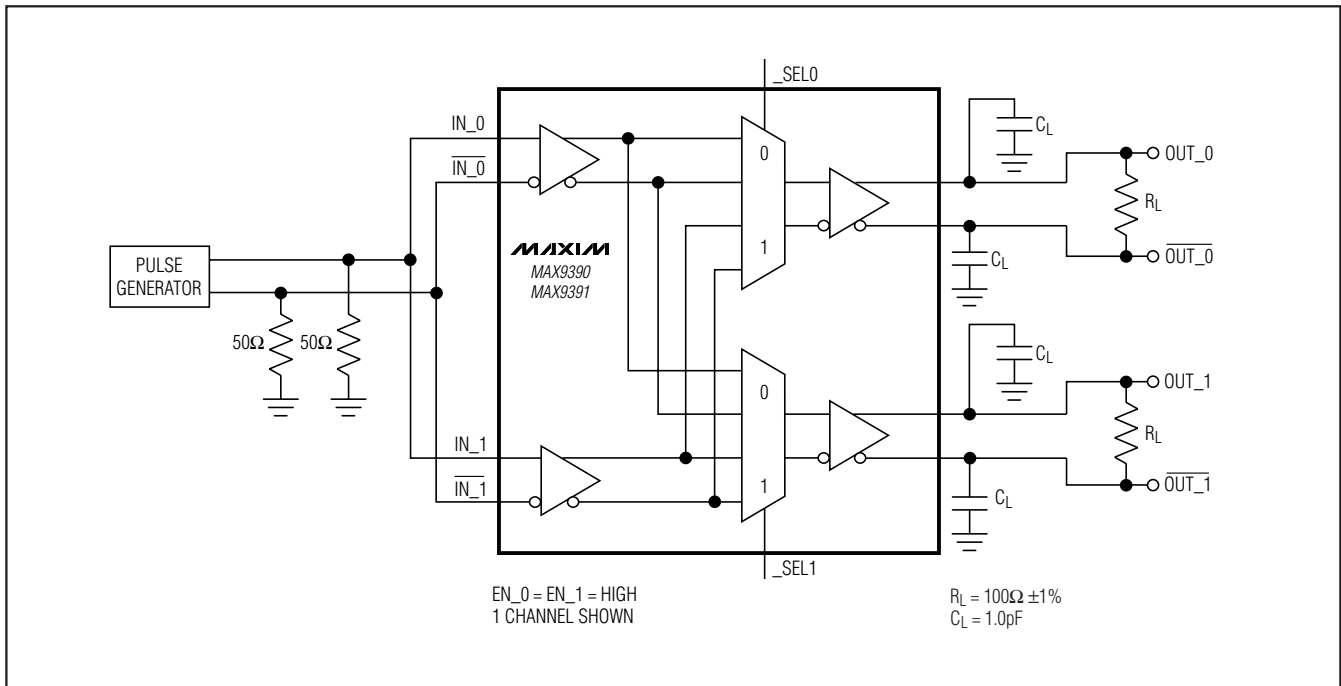 _SEL0
IN_0
C_L
0
OUT_0
IN_0
R_L
1
MAXIM
PULSE
GENERATOR
MAX9390
MAX9391
C_L
OUT_0
50Ω
50Ω
C_L
0
OUT_1
IN_1
R_L
IN_1
1
C_L
OUT_1
_SEL1
EN_0 = EN_1 = HIGH
1 CHANNEL SHOWN
R_L = 100Ω ±1%
C_L = 1.0pF